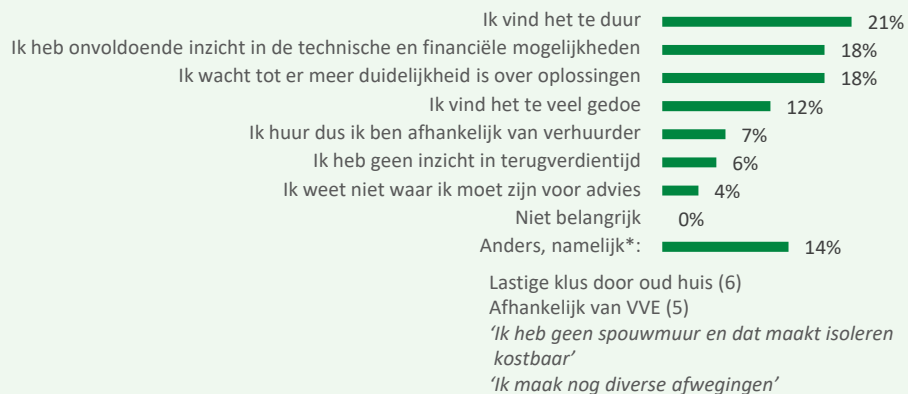 Ik vind het te duur 21%
Ik heb onvoldoende inzicht in de technische en financiële mogelijkheden 18%
Ik wacht tot er meer duidelijkheid is over oplossingen 18%
Ik vind het te veel gedoe 12%
Ik huur dus ik ben afhankelijk van verhuurder 7%
Ik heb geen inzicht in terugverdientijd 6%
Ik weet niet waar ik moet zijn voor advies 4%
Niet belangrijk 0%
Anders, namelijk*: 14%
Lastige klus door oud huis (6)
Afhankelijk van VVE (5)
‘Ik heb geen spouwmuur en dat maakt isoleren
kostbaar’
‘Ik maak nog diverse afwegingen’